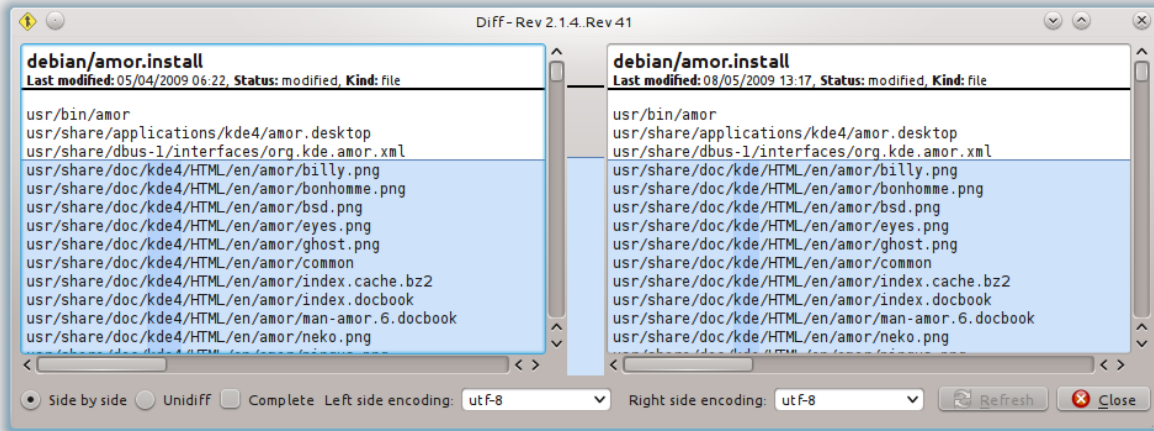 Diff - Rev 2.1.4..Rev 41
debian/amor.install
Last modified: 05/04/2009 06:22, Status: modified, Kind: file
usr/bin/amor
usr/share/applications/kde4/amor.desktop
usr/share/dbus-1/interfaces/org.kde.amor.xml
usr/share/doc/kde4/HTML/en/amor/billy.png
usr/share/doc/kde4/HTML/en/amor/bonhomme.png
usr/share/doc/kde4/HTML/en/amor/bsd.png
usr/share/doc/kde4/HTML/en/amor/eyes.png
usr/share/doc/kde4/HTML/en/amor/ghost.png
usr/share/doc/kde4/HTML/en/amor/common
usr/share/doc/kde4/HTML/en/amor/index.cache.bz2
usr/share/doc/kde4/HTML/en/amor/index.docbook
usr/share/doc/kde4/HTML/en/amor/man-amor.6.docbook
usr/share/doc/kde4/HTML/en/amor/neko.png
debian/amor.install
Last modified: 08/05/2009 13:17, Status: modified, Kind: file
usr/bin/amor
usr/share/applications/kde4/amor.desktop
usr/share/dbus-1/interfaces/org.kde.amor.xml
usr/share/doc/kde/HTML/en/amor/billy.png
usr/share/doc/kde/HTML/en/amor/bonhomme.png
usr/share/doc/kde/HTML/en/amor/bsd.png
usr/share/doc/kde/HTML/en/amor/eyes.png
usr/share/doc/kde/HTML/en/amor/ghost.png
usr/share/doc/kde/HTML/en/amor/common
usr/share/doc/kde/HTML/en/amor/index.cache.bz2
usr/share/doc/kde/HTML/en/amor/index.docbook
usr/share/doc/kde/HTML/en/amor/man-amor.6.docbook
usr/share/doc/kde/HTML/en/amor/neko.png
Side by side Unidiff Complete Left side encoding: utf-8 Right side encoding: utf-8 Refresh Close